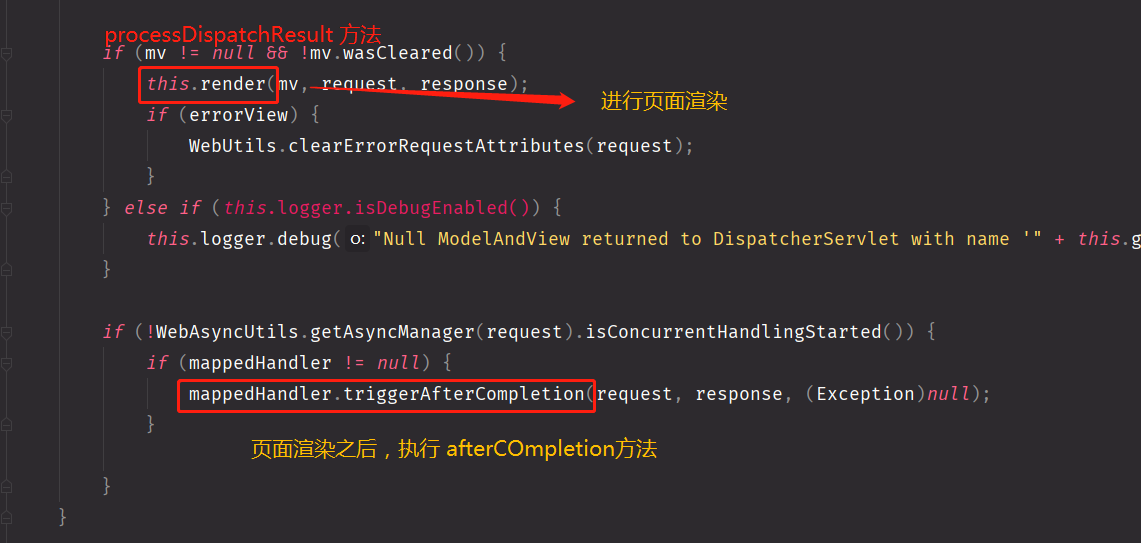 processDispatchResult 方法
if (mv != null && !mv.wasCleared()) {
this.render(mv, request, response);
进行页面渲染
if (errorView) {
WebUtils.clearErrorRequestAttributes(request);
}
} else if (this.logger.isDebugEnabled()) {
this.logger.debug( o: "Null ModelAndView returned to DispatcherServlet with name '" + this.g
}
if (!WebAsyncUtils.getAsyncManager(request).isConcurrentHandlingStarted()) {
if (mappedHandler != null) {
mappedHandler.triggerAfterCompletion(request, response, (Exception)null);
}
页面渲染之后，执行 afterCOmpletion方法
}
}